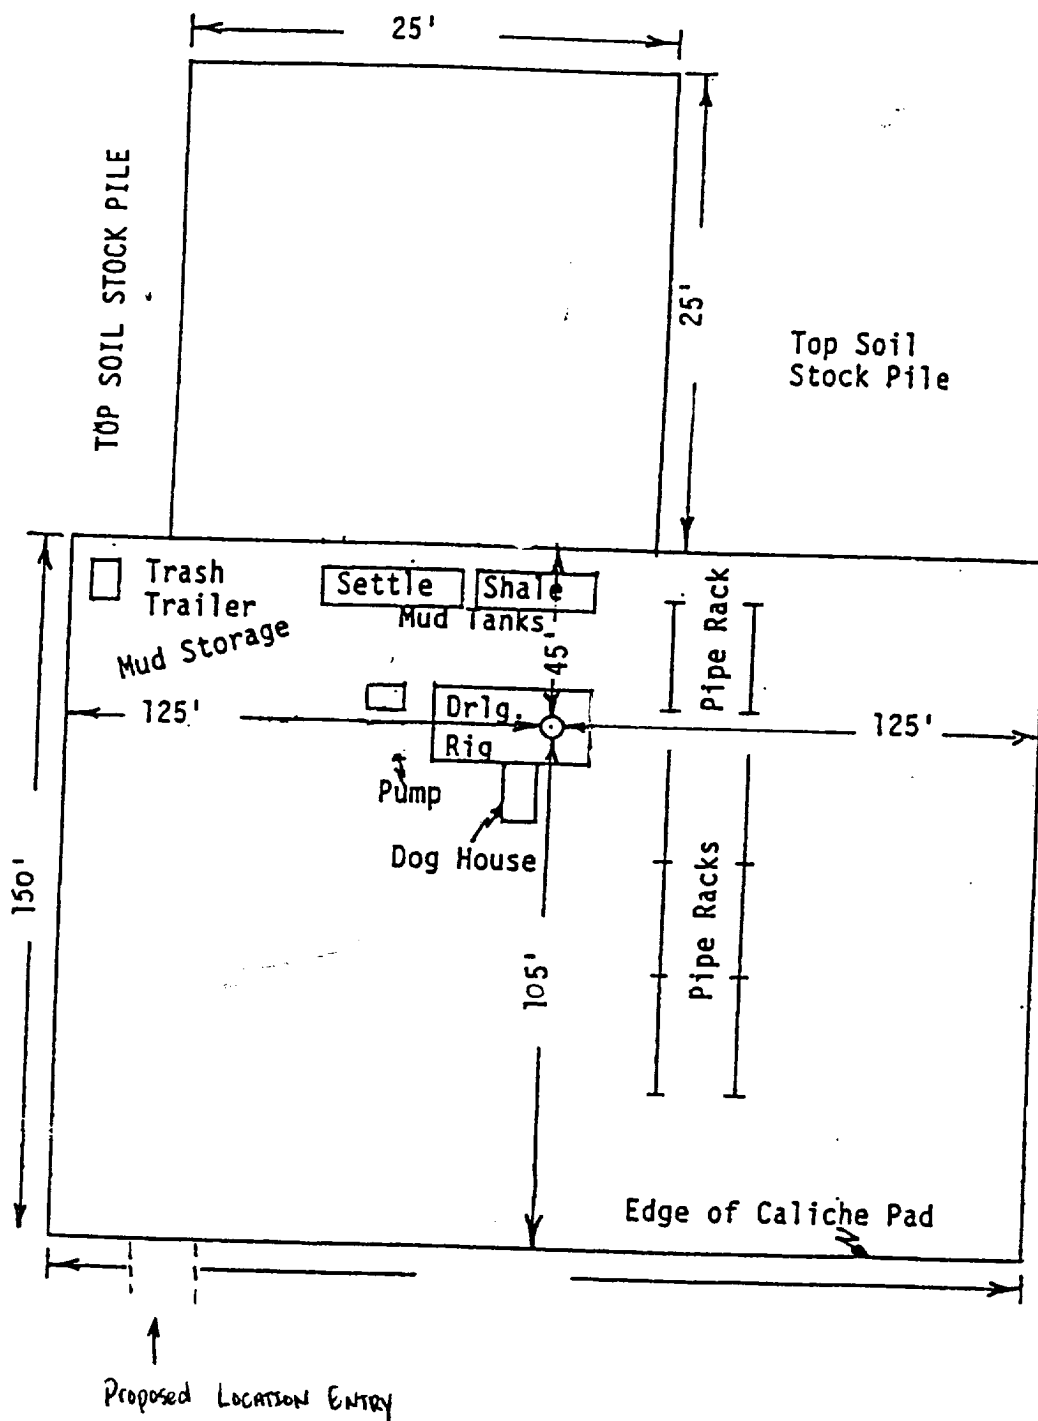 25'
TOP SOIL STOCK PILE
25'
Top Soil
Stock Pile
Trash
Trailer
Settle
Shale
Mud Tanks
Mud Storage
45'
Pipe Rack
125'
Drlg.
Rig
125'
Pump
Dog House
150'
Pipe Racks
105'
Edge of Caliche Pad
Proposed LOCATION ENTRY